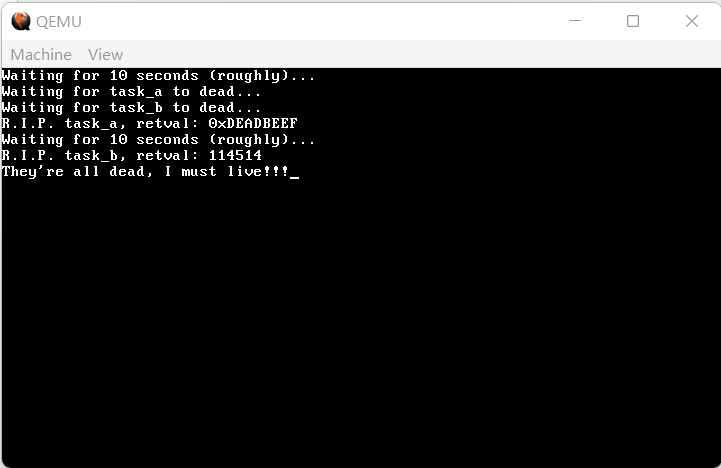 QEMU
Machine View
Waiting for 10 seconds (roughly)...
Waiting for task_a to dead...
Waiting for task_b to dead...
R.I.P. task_a, retval: 0xDEADBEEF
Waiting for 10 seconds (roughly)...
R.I.P. task_b, retval: 114514
They're all dead, I must live!!!_